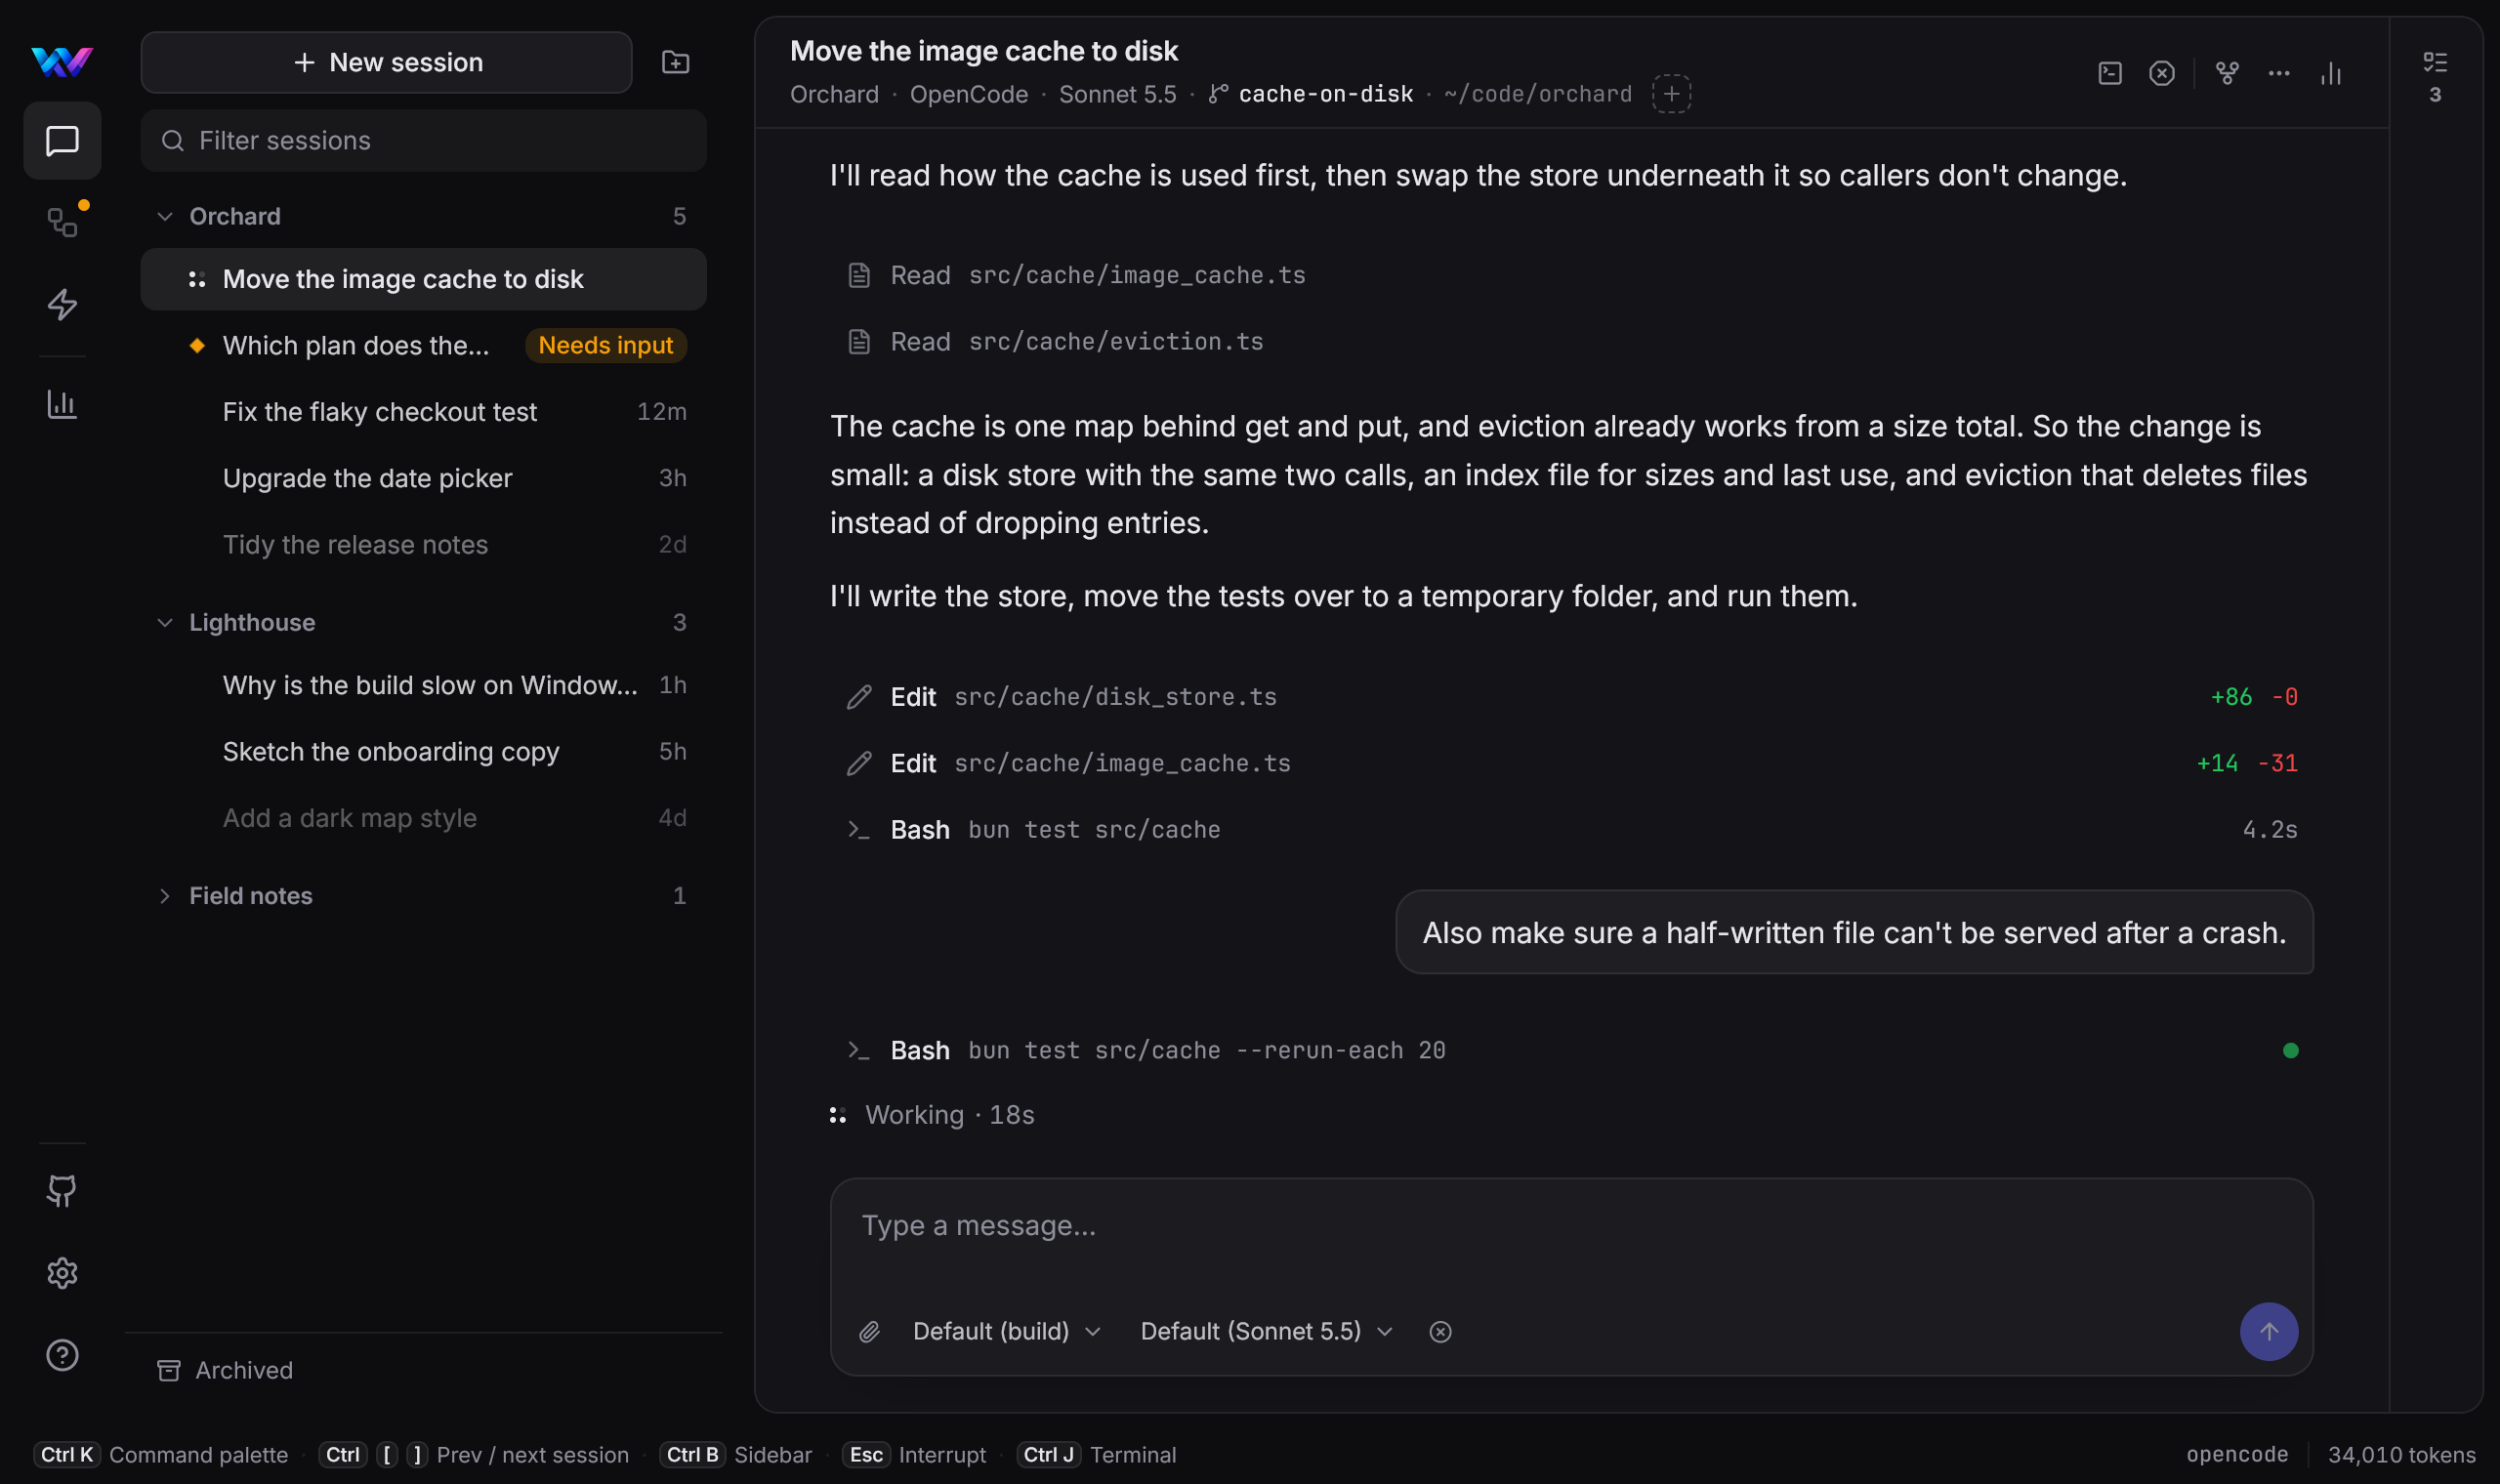 New session
Filter sessions
Orchard 5
Move the image cache to disk
Which plan does the... Needs input
Fix the flaky checkout test 12m
Upgrade the date picker 3h
Tidy the release notes 2d
Lighthouse 3
Why is the build slow on Window... 1h
Sketch the onboarding copy 5h
Add a dark map style 4d
Field notes 1
Archived
Move the image cache to disk
Orchard · OpenCode · Sonnet 5.5 · cache-on-disk · ~/code/orchard
3
I'll read how the cache is used first, then swap the store underneath it so callers don't change.
Read src/cache/image_cache.ts
Read src/cache/eviction.ts
The cache is one map behind get and put, and eviction already works from a size total. So the change is
small: a disk store with the same two calls, an index file for sizes and last use, and eviction that deletes files
instead of dropping entries.
I'll write the store, move the tests over to a temporary folder, and run them.
Edit src/cache/disk_store.ts +86 -0
Edit src/cache/image_cache.ts +14 -31
Bash bun test src/cache 4.2s
Also make sure a half-written file can't be served after a crash.
Bash bun test src/cache --rerun-each 20
Working · 18s
Type a message...
Default (build) Default (Sonnet 5.5)
Ctrl K Command palette · Ctrl [ ] Prev / next session · Ctrl B Sidebar · Esc Interrupt · Ctrl J Terminal
opencode 34,010 tokens